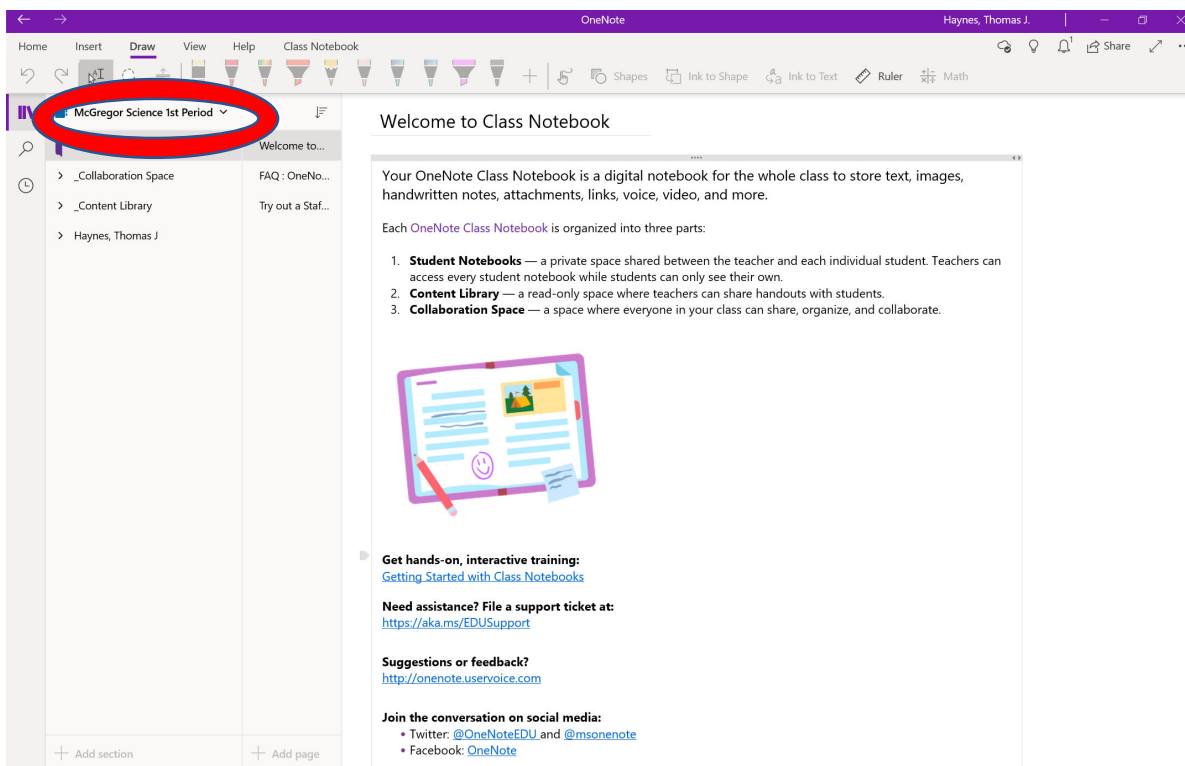 OneNote
Haynes, Thomas J.
Home Insert Draw View Help Class Notebook
1 Share
Shapes Ink to Shape Ink to Text Ruler Math
McGregor Science 1st Period
Welcome to...
_Collaboration Space
FAQ : OneNo...
_Content Library
Try out a Staf...
Haynes, Thomas J
Welcome to Class Notebook
Your OneNote Class Notebook is a digital notebook for the whole class to store text, images,
handwritten notes, attachments, links, voice, video, and more.
Each OneNote Class Notebook is organized into three parts:
1. Student Notebooks — a private space shared between the teacher and each individual student. Teachers can
access every student notebook while students can only see their own.
2. Content Library — a read-only space where teachers can share handouts with students.
3. Collaboration Space — a space where everyone in your class can share, organize, and collaborate.
Get hands-on, interactive training:
Getting Started with Class Notebooks
Need assistance? File a support ticket at:
https://aka.ms/EDUSupport
Suggestions or feedback?
http://onenote.uservoice.com
Join the conversation on social media:
• Twitter: @OneNoteEDU and @msonenote
• Facebook: OneNote
+ Add section
+ Add page